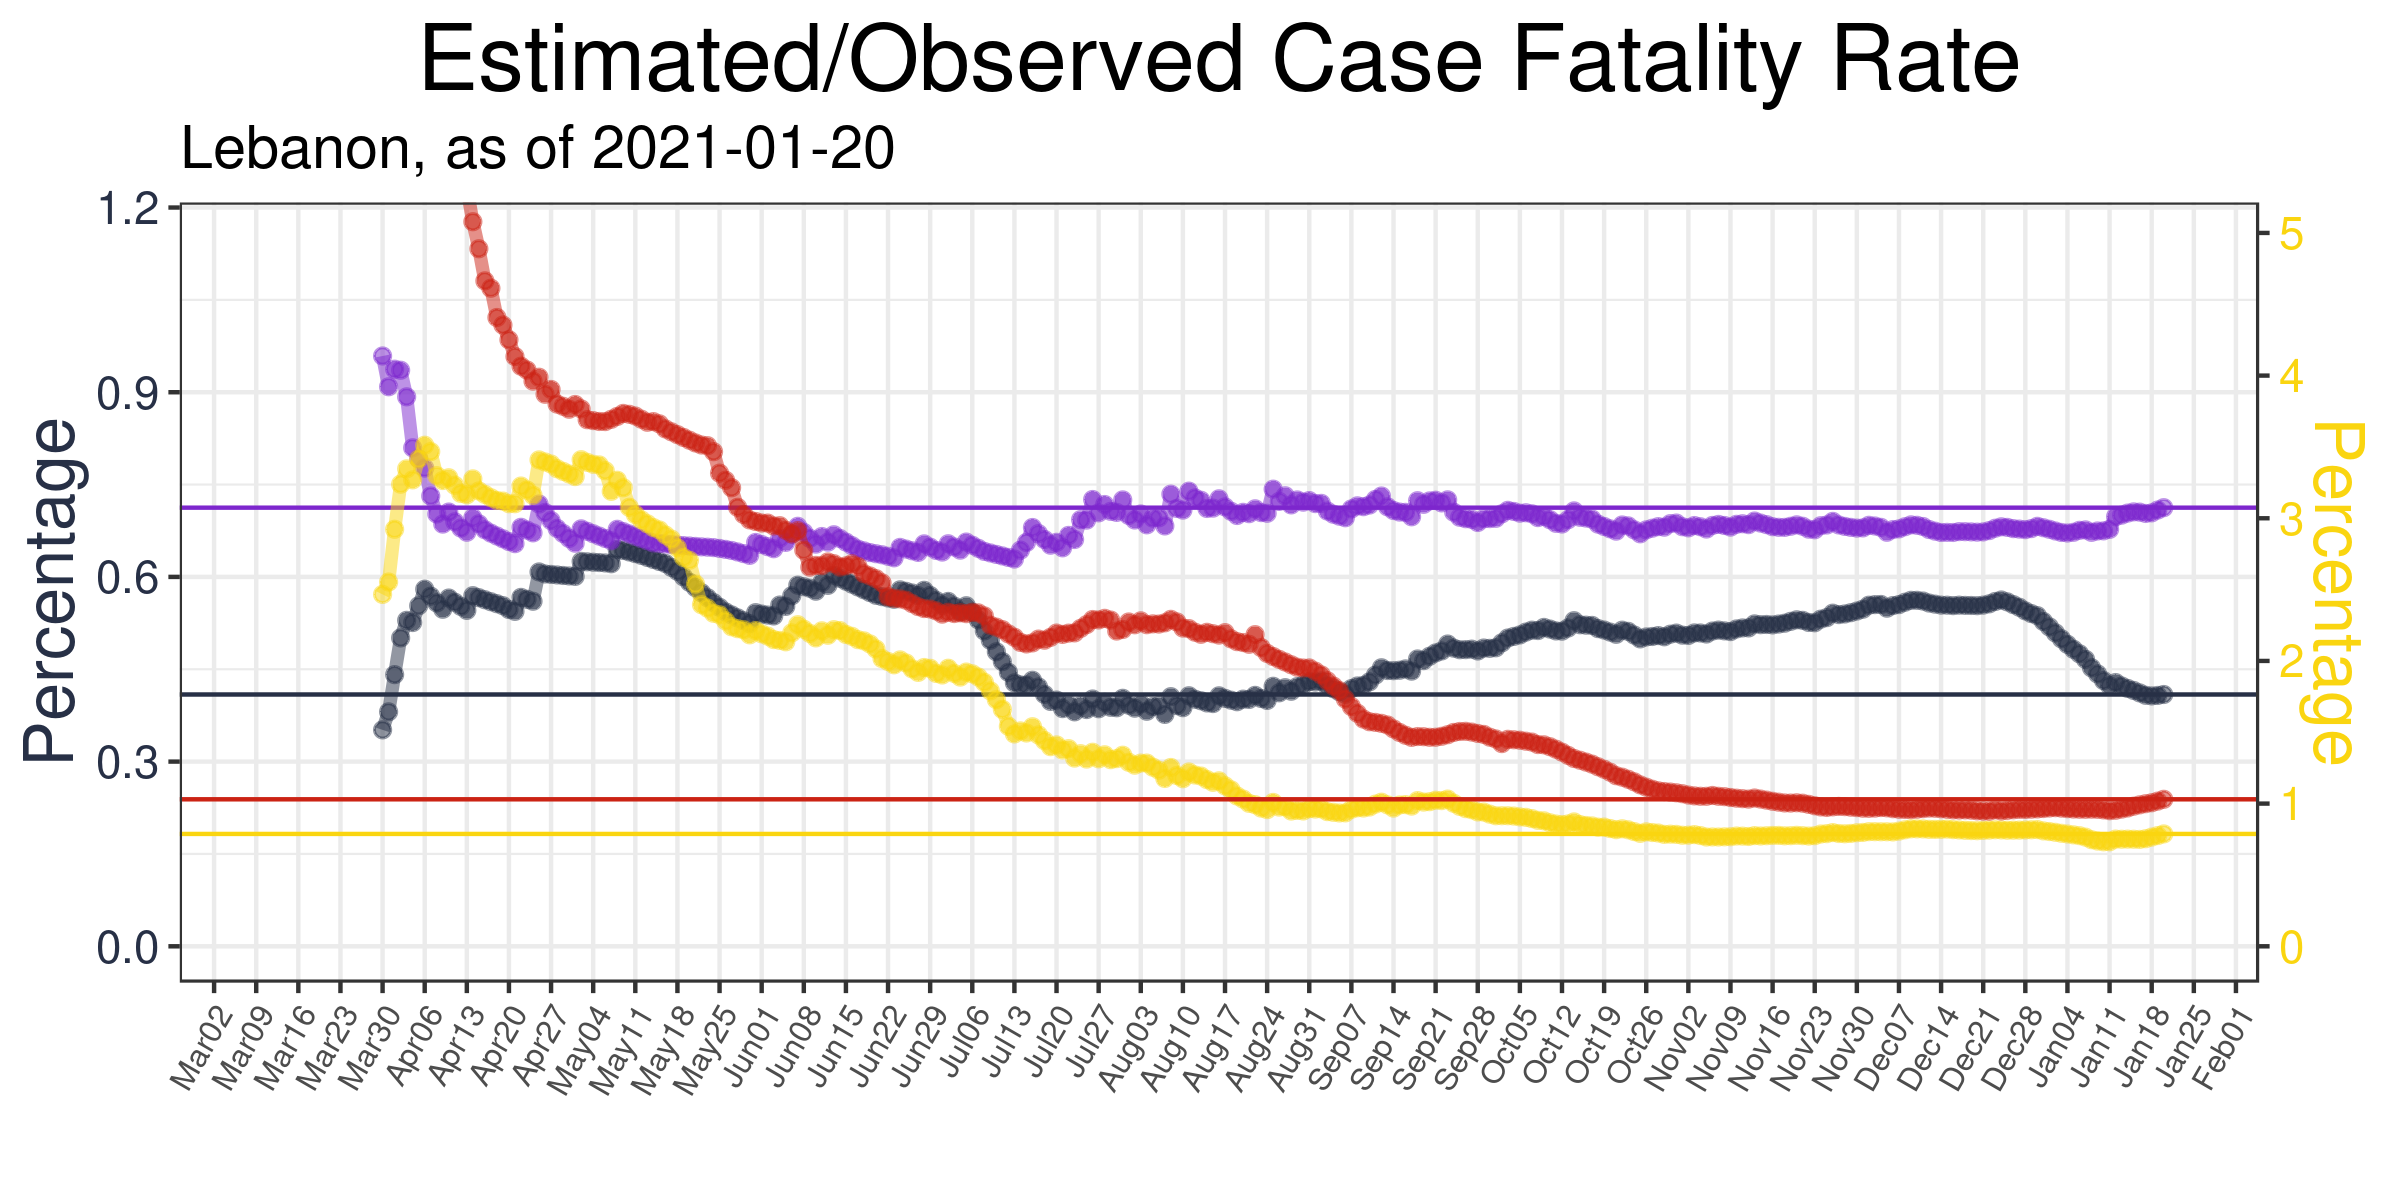 Estimated/Observed Case Fatality Rate
Lebanon, as of 2021-01-20
Percentage
1.2
0.9
0.6
0.3
0.0
5
4
3
2
1
0
Percentage
Mar02
Mar09
Mar16
Mar23
Mar30
Apr06
Apr13
Apr20
Apr27
May04
May11
May18
May25
Jun01
Jun08
Jun15
Jun22
Jun29
Jul06
Jul13
Jul20
Jul27
Aug03
Aug10
Aug17
Aug24
Aug31
Sep07
Sep14
Sep21
Sep28
Oct05
Oct12
Oct19
Oct26
Nov02
Nov09
Nov16
Nov23
Nov30
Dec07
Dec14
Dec21
Dec28
Jan04
Jan11
Jan18
Jan25
Feb01